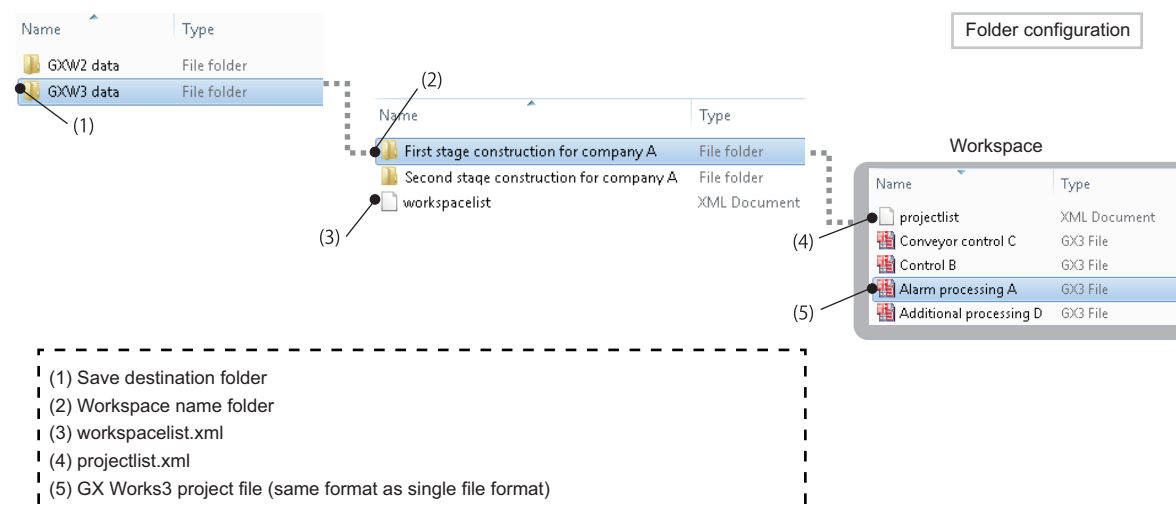 Folder configuration
Name Type
GXW2 data File folder
GXW3 data File folder
(1)
(2)
Name Type
First stage construction for company A File folder
Second stage construction for company A File folder
workspacelist XML Document
(3)
Workspace
Name Type
projectlist XML Document
Conveyor control C GX3 File
Control B GX3 File
Alarm processing A GX3 File
Additional processing D GX3 File
(4)
(5)
(1) Save destination folder
(2) Workspace name folder
(3) workspacelist.xml
(4) projectlist.xml
(5) GX Works3 project file (same format as single file format)